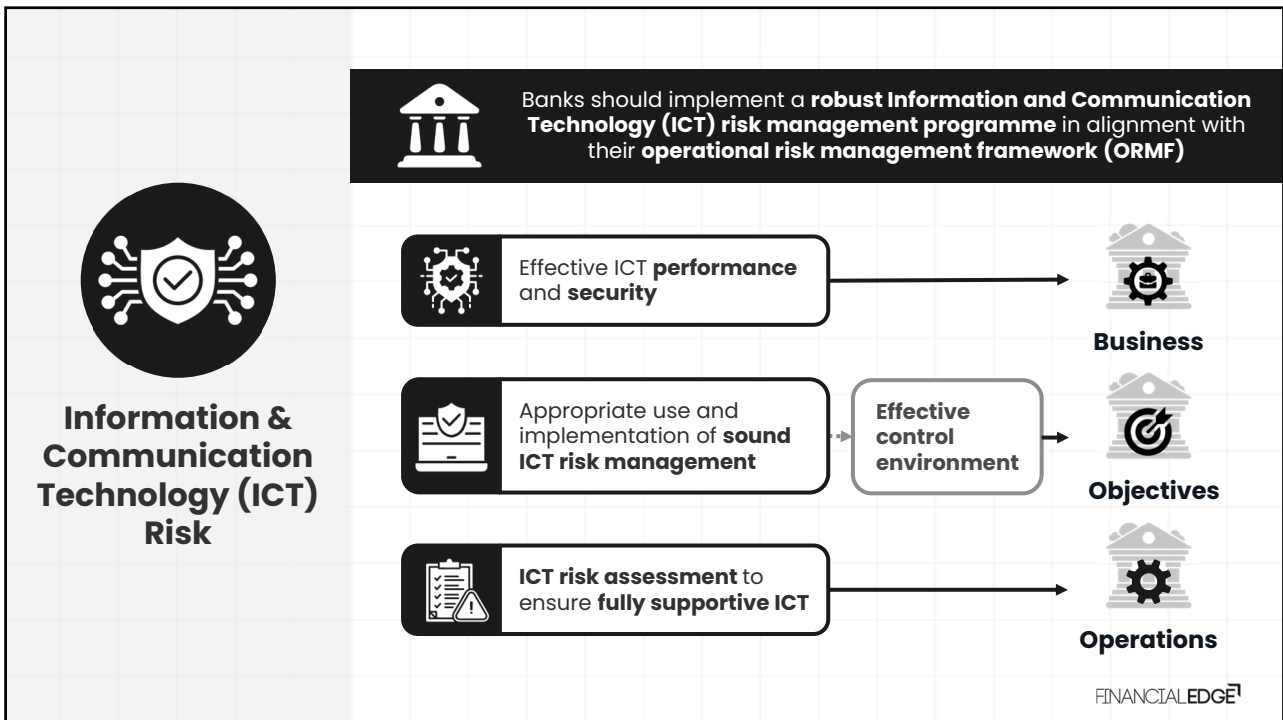 Banks should implement a robust Information and Communication
Technology (ICT) risk management programme in alignment with
their operational risk management framework (ORMF)
Information &
Communication
Technology (ICT)
Risk
Effective ICT performance
and security
Business
Appropriate use and
implementation of sound
ICT risk management
Effective
control
environment
Objectives
ICT risk assessment to
ensure fully supportive ICT
Operations
FINANCIALEDGE